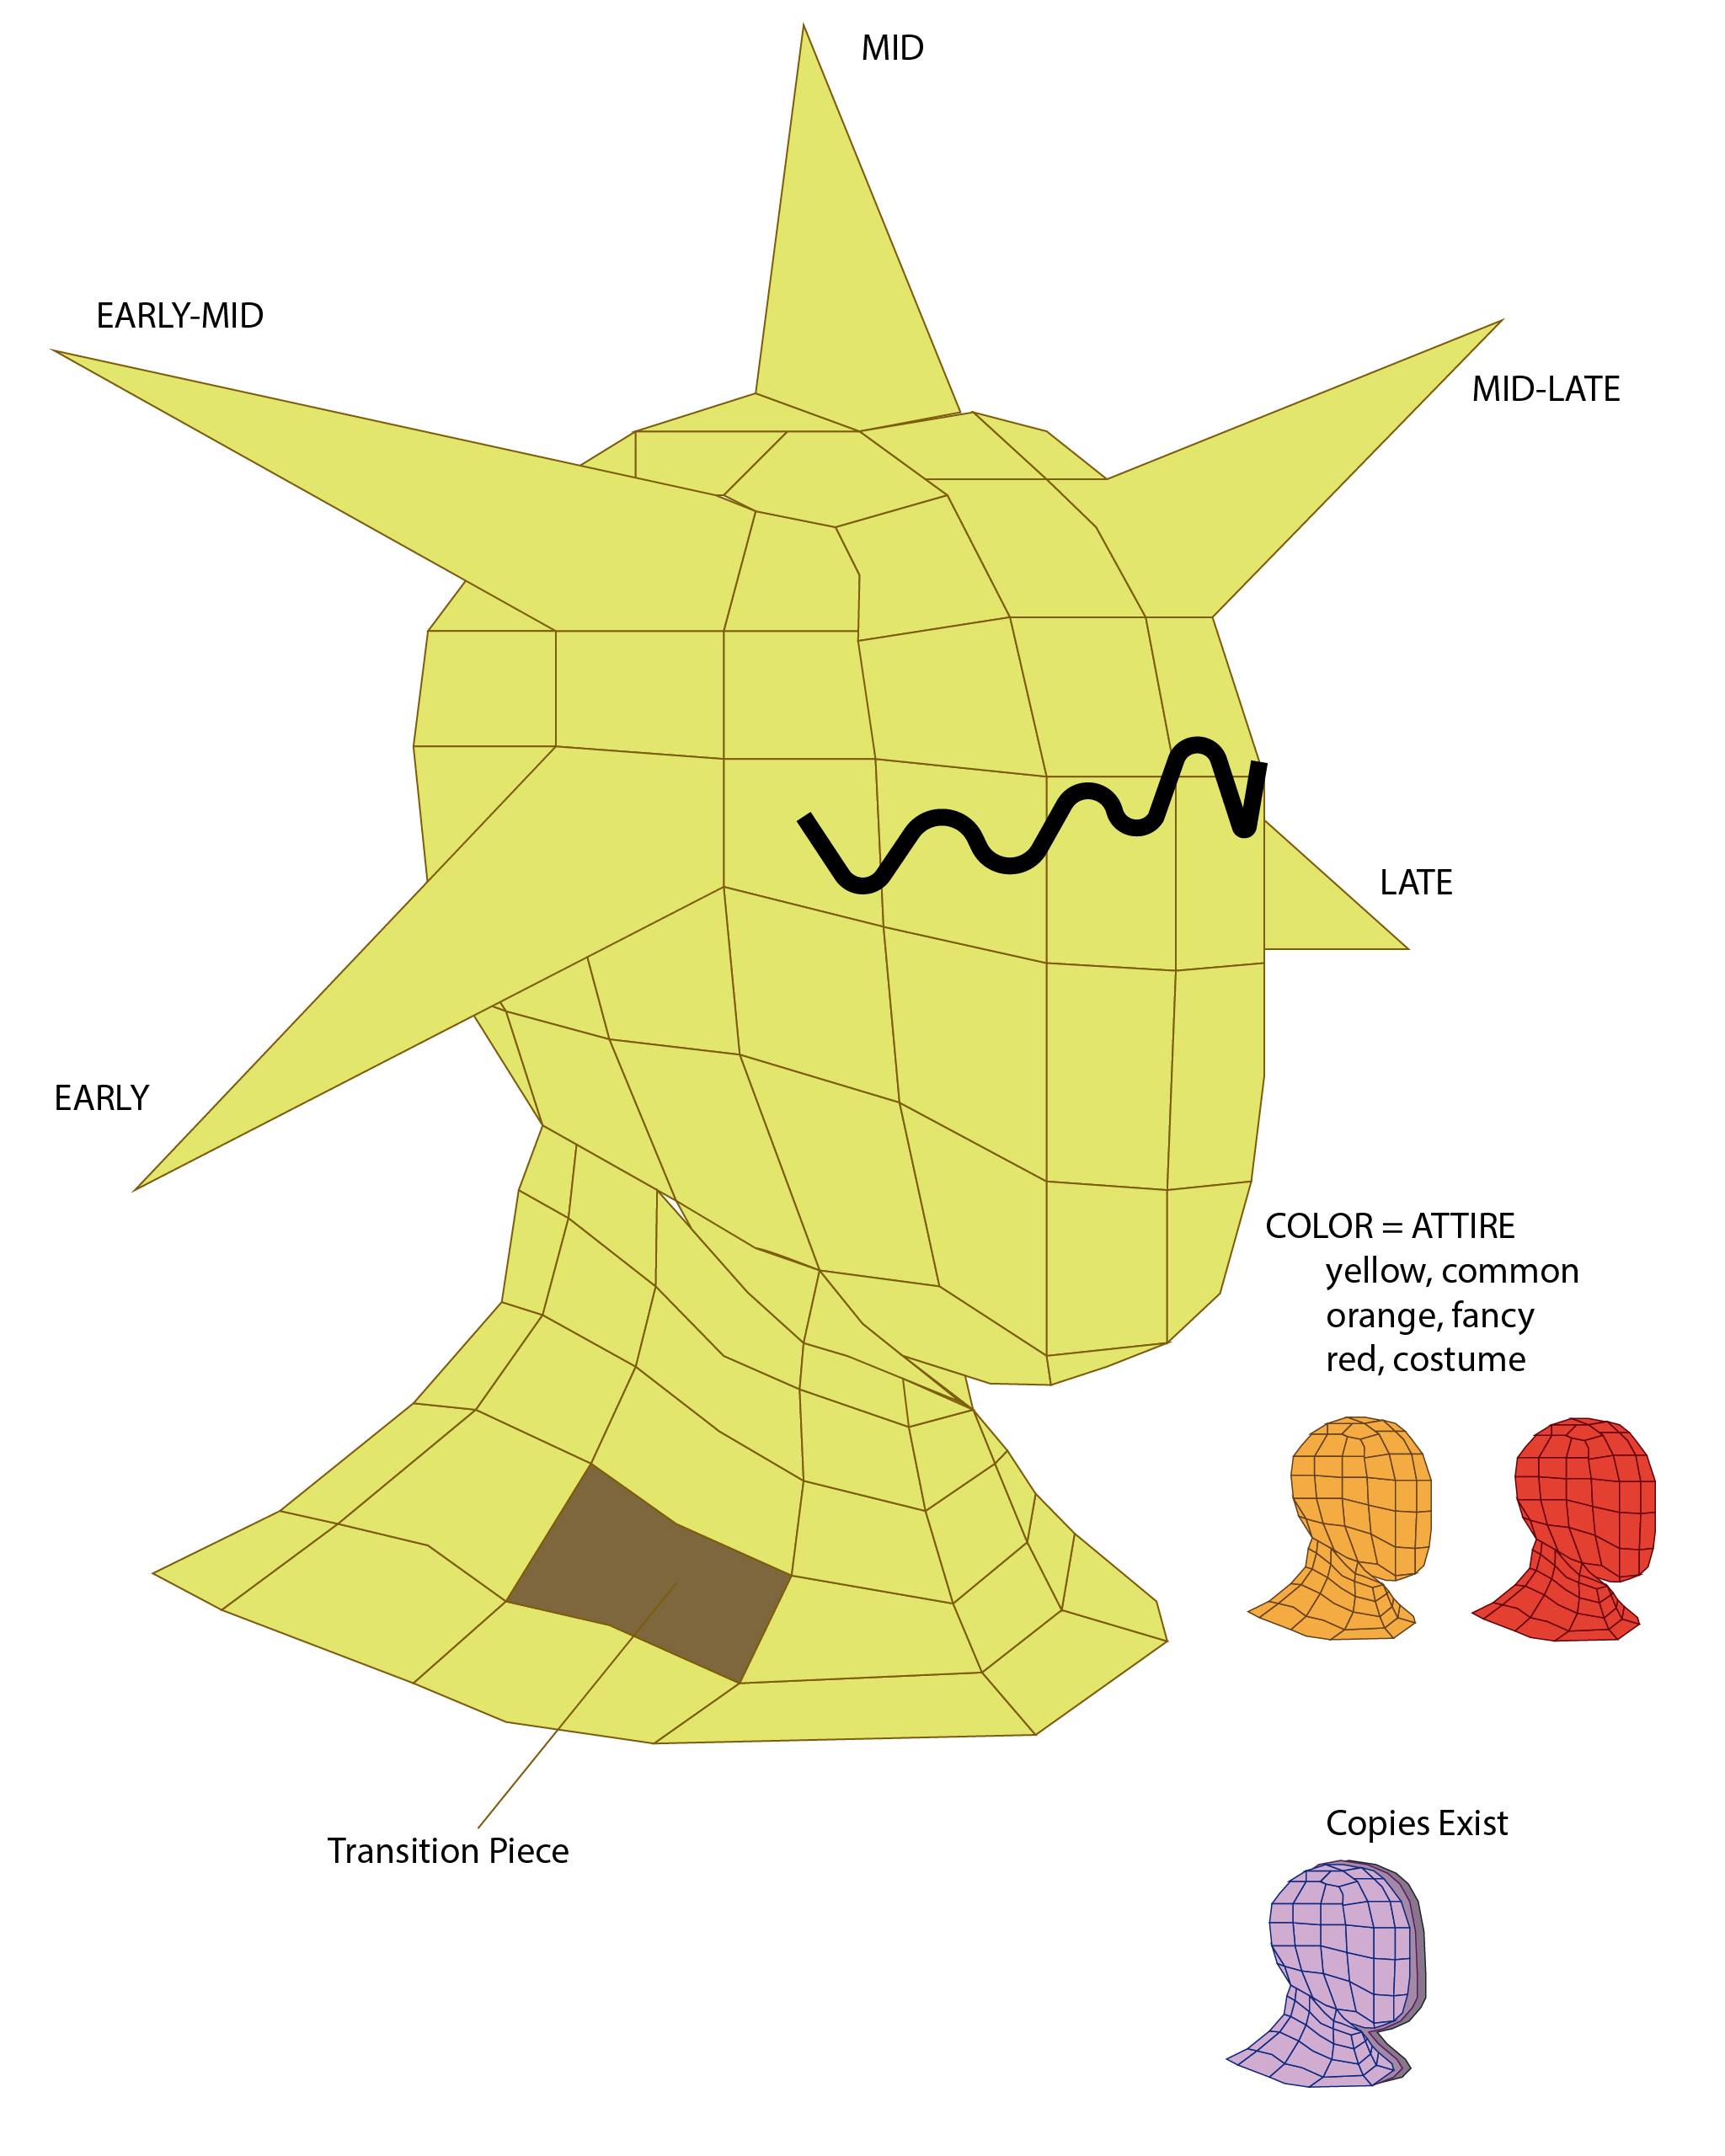 MID
EARLY-MID
MID-LATE
LATE
EARLY
COLOR = ATTIRE
yellow, common
orange, fancy
red, costume
Copies Exist
Transition Piece